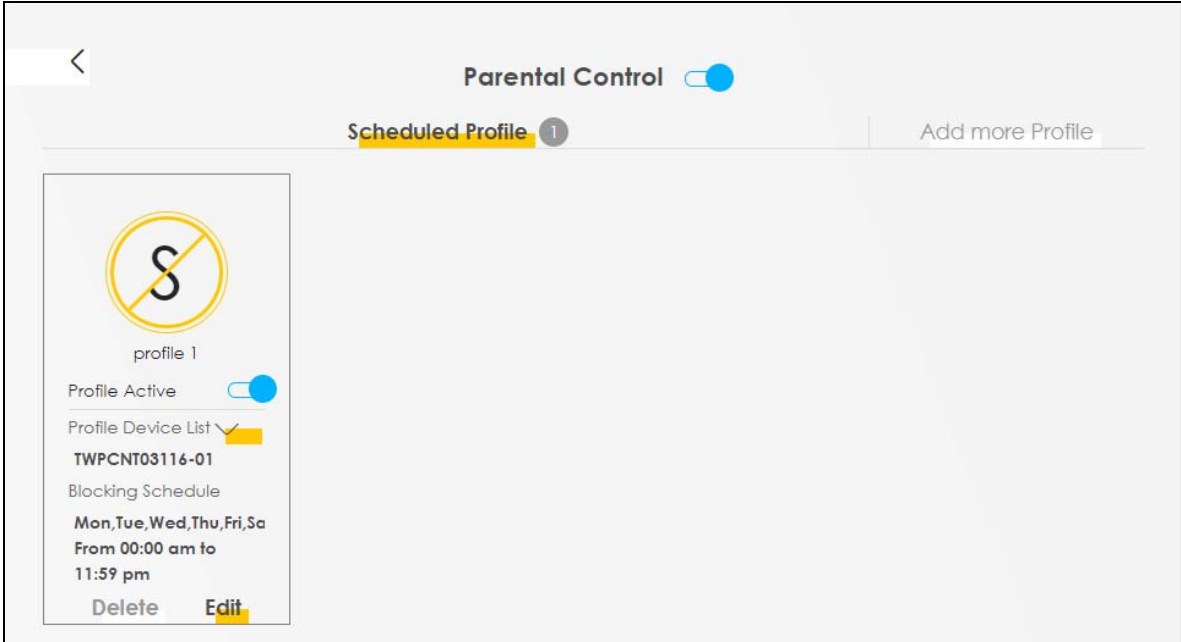 Parental Control
Scheduled Profile 1
Add more Profile
S
profile 1
Profile Active
Profile Device List
TWPCNT03116-01
Blocking Schedule
Mon,Tue,Wed,Thu,Fri,Sa
From 00:00 am to
11:59 pm
Delete Edit